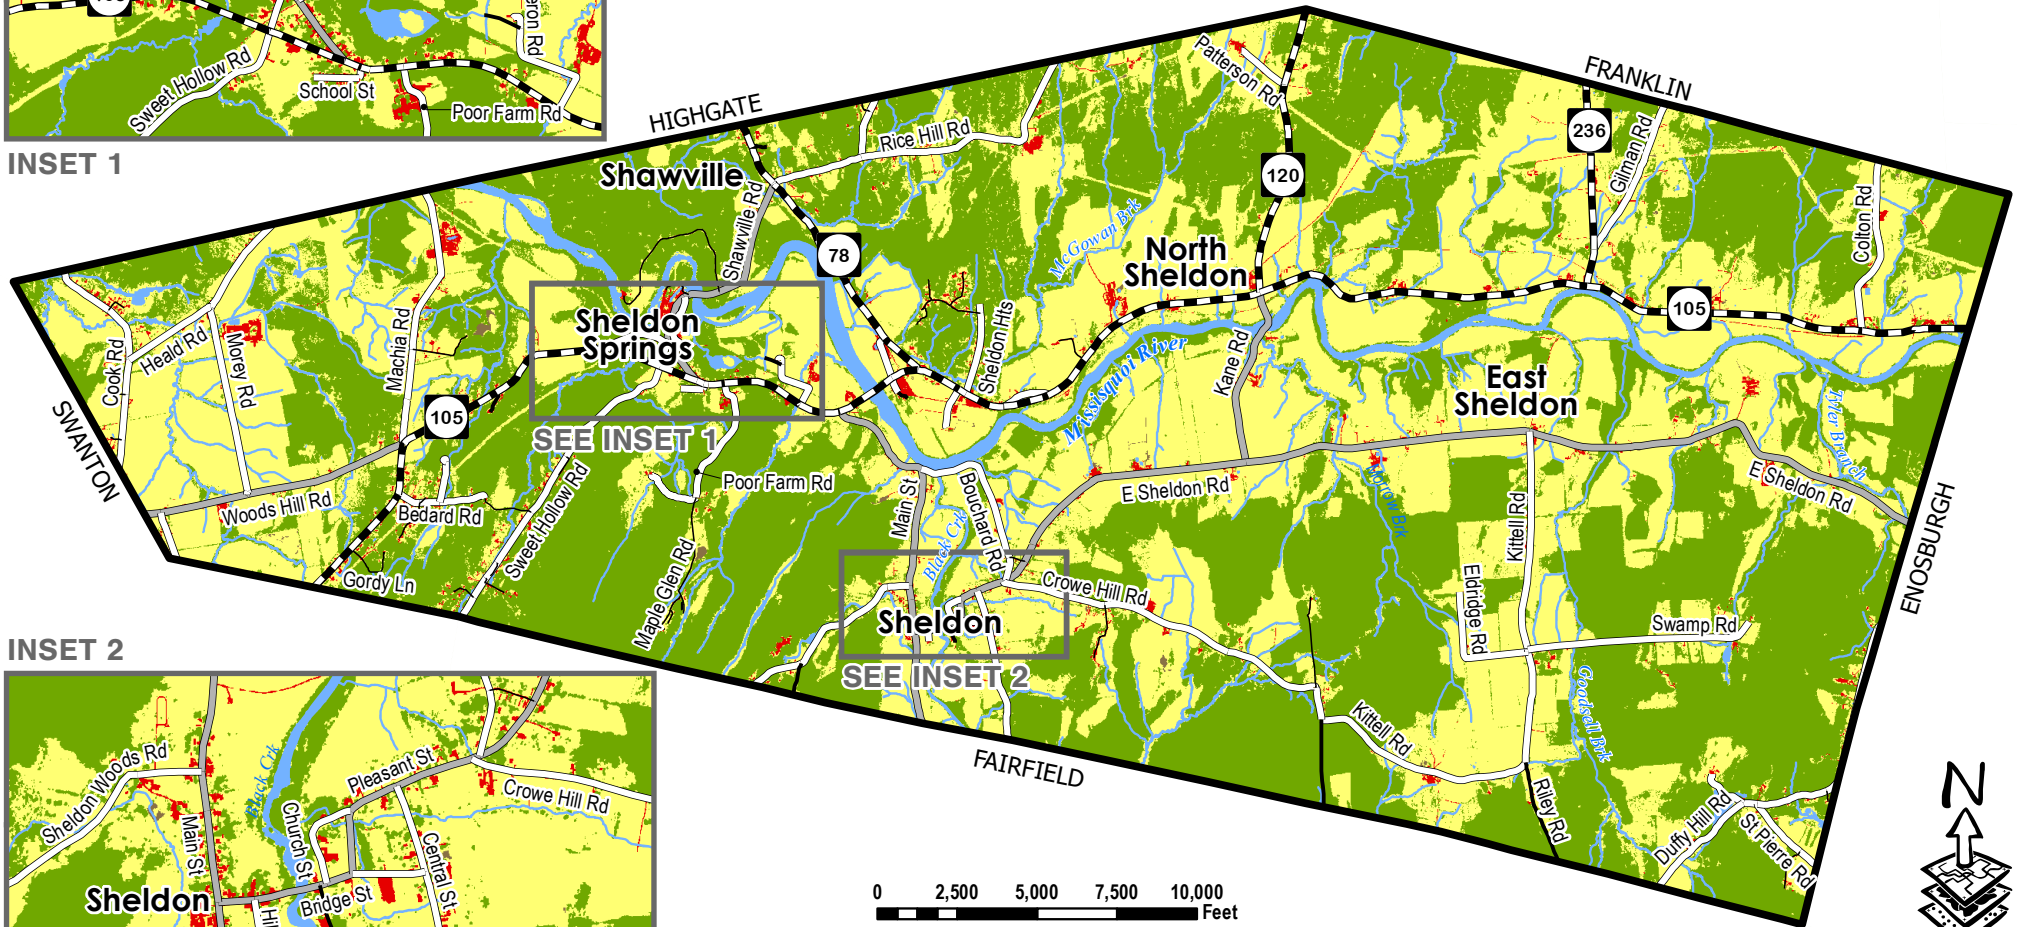 Sweet Hollow Rd
School St
Poor Farm Rd
INSET 1
HIGHGATE
FRANKLIN
SWANTON
ENOSBURGH
FAIRFIELD
Shawville
Shawville Rd
Rice Hill Rd
Patterson Rd
Gilman Rd
Colton Rd
78
120
236
105
105
McGowan Brk
North
Sheldon
Sheldon
Springs
SEE INSET 1
Sheldon Hts
Missisquoi River
Kane Rd
East
Sheldon
Tyler Branch
Cook Rd
Heald Rd
Morey Rd
Machia Rd
Woods Hill Rd
Bedard Rd
Gordy Ln
Sweet Hollow Rd
Poor Farm Rd
Maple Glen Rd
Main St
Black Crk
Bouchard Rd
E Sheldon Rd
E Sheldon Rd
Crowe Hill Rd
Sheldon
SEE INSET 2
Kittell Rd
Eldridge Rd
Swamp Rd
Goodsell Brk
Kittell Rd
Riley Rd
Duffy Hill Rd
St Pierre Rd
INSET 2
Sheldon Woods Rd
Main St
Black Crk
Church St
Pleasant St
Crowe Hill Rd
Central St
Bridge St
Sheldon
0 2,500 5,000 7,500 10,000
Feet
N